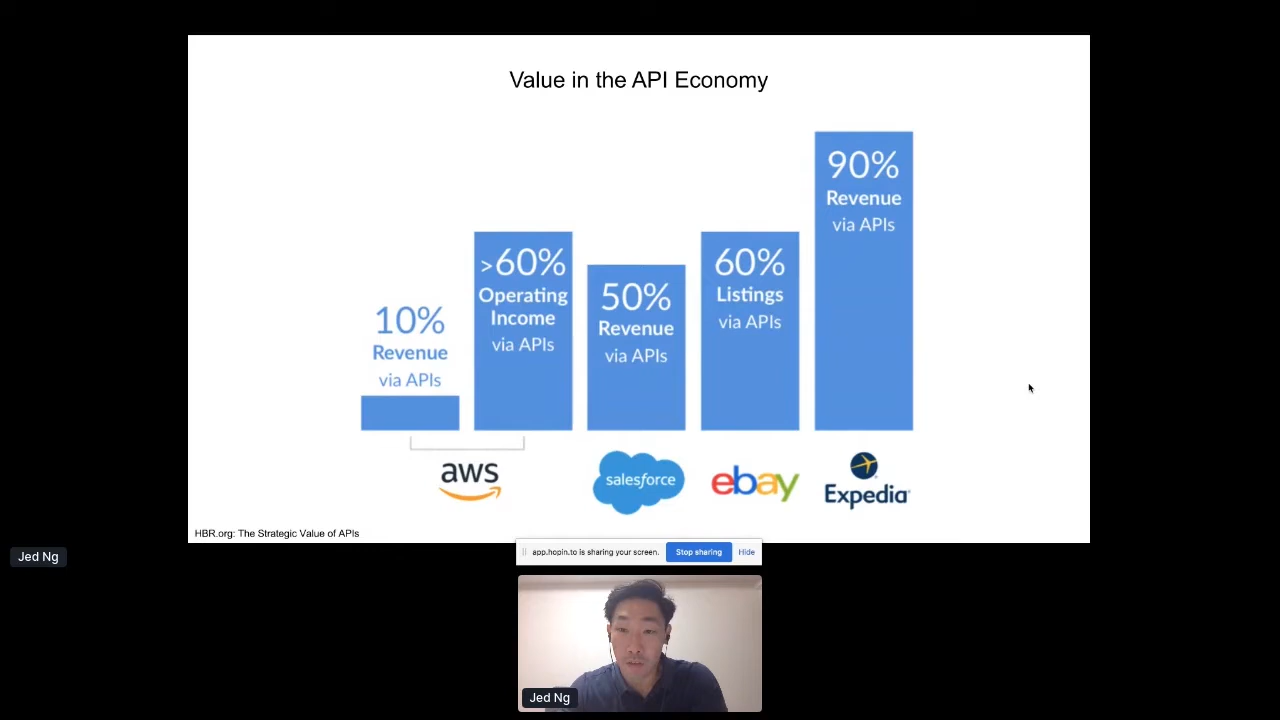 Value in the API Economy
10%
Revenue
via APIs
>60%
Operating
Income
via APIs
50%
Revenue
via APIs
60%
Listings
via APIs
90%
Revenue
via APIs
aws
salesforce
ebay
Expedia
HBR.org: The Strategic Value of APIs
Jed Ng
app.hopin.to is sharing your screen. Stop sharing Hide
Jed Ng